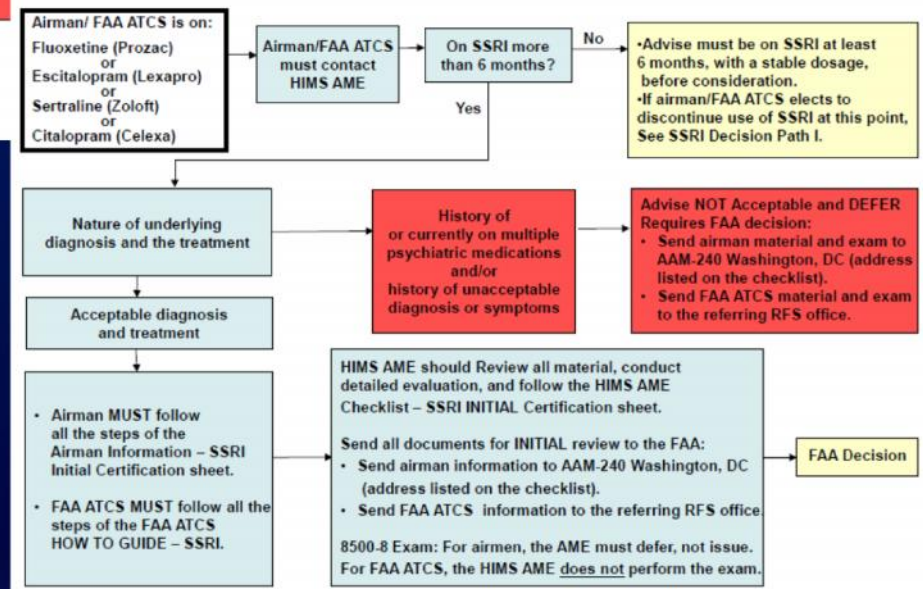 Airman/ FAA ATCS is on:
Fluoxetine (Prozac)
or
Escitalopram (Lexapro)
or
Sertraline (Zoloft)
or
Citalopram (Celexa)
Airman/FAA ATCS
must contact
HIMS AME
On SSRI more
than 6 months?
No
Yes
•Advise must be on SSRI at least
6 months, with a stable dosage,
before consideration.
•If airman/FAA ATCS elects to
discontinue use of SSRI at this point,
See SSRI Decision Path I.
Nature of underlying
diagnosis and the treatment
History of
or currently on multiple
psychiatric medications
and/or
history of unacceptable
diagnosis or symptoms
Advise NOT Acceptable and DEFER
Requires FAA decision:
• Send airman material and exam to
AAM-240 Washington, DC (address
listed on the checklist).
• Send FAA ATCS material and exam
to the referring RFS office.
Acceptable diagnosis
and treatment
• Airman MUST follow
all the steps of the
Airman Information – SSRI
Initial Certification sheet.
• FAA ATCS MUST follow all the
steps of the FAA ATCS
HOW TO GUIDE – SSRI.
HIMS AME should Review all material, conduct
detailed evaluation, and follow the HIMS AME
Checklist – SSRI INITIAL Certification sheet.
Send all documents for INITIAL review to the FAA:
• Send airman information to AAM-240 Washington, DC
(address listed on the checklist).
• Send FAA ATCS information to the referring RFS office.
8500-8 Exam: For airmen, the AME must defer, not issue.
For FAA ATCS, the HIMS AME does not perform the exam.
FAA Decision